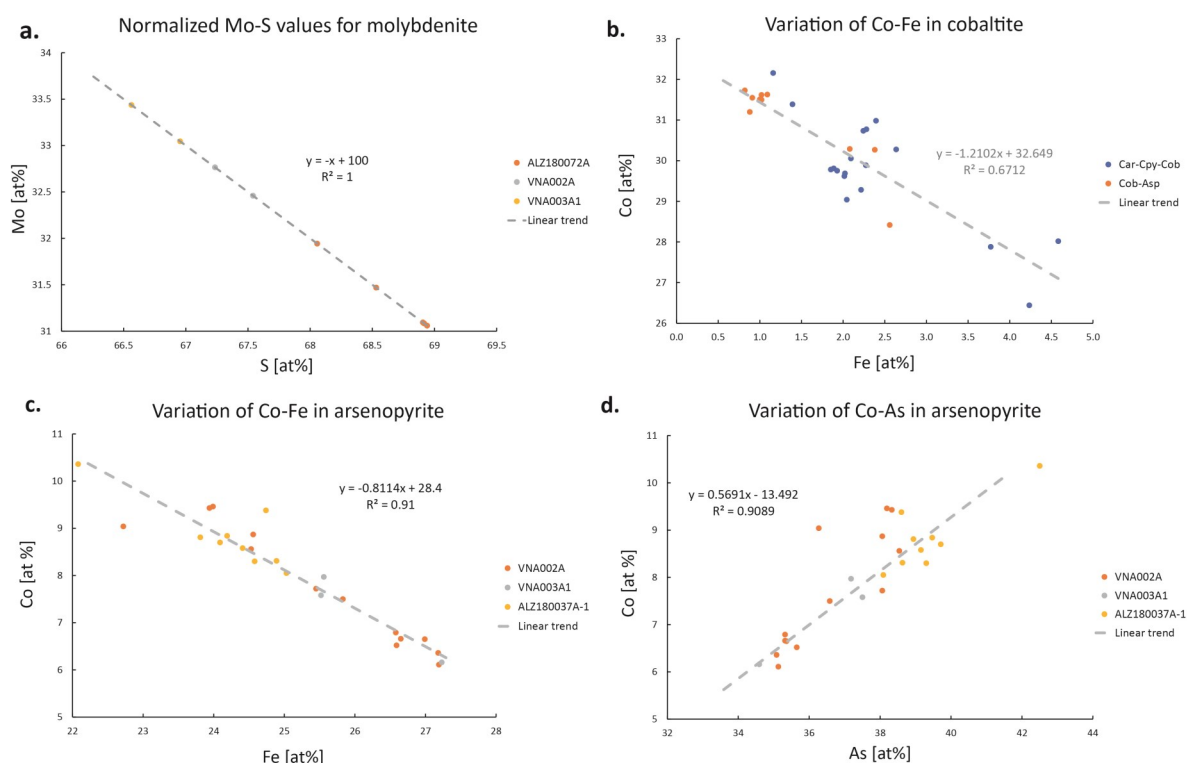 a.
Normalized Mo-S values for molybdenite
34
33.5
33
32.5
32
31.5
31
Mo [at%]
y = -x + 100
R² = 1
ALZ180072A
VNA002A
VNA003A1
Linear trend
66
66.5
67
67.5
68
68.5
69
69.5
S [at%]
b.
Variation of Co-Fe in cobaltite
33
32
31
30
29
28
27
26
Co [at%]
y = -1.2102x + 32.649
R² = 0.6712
Car-Cpy-Cob
Cob-Asp
Linear trend
0.0
0.5
1.0
1.5
2.0
2.5
3.0
3.5
4.0
4.5
5.0
Fe [at%]
c.
Variation of Co-Fe in arsenopyrite
11
10
9
8
7
6
5
Co [at %]
y = -0.8114x + 28.4
R² = 0.91
VNA002A
VNA003A1
ALZ180037A-1
Linear trend
22
23
24
25
26
27
28
Fe [at%]
d.
Variation of Co-As in arsenopyrite
11
10
9
8
7
6
5
Co [at %]
y = 0.5691x - 13.492
R² = 0.9089
VNA002A
VNA003A1
ALZ180037A-1
Linear trend
32
34
36
38
40
42
44
As [at%]